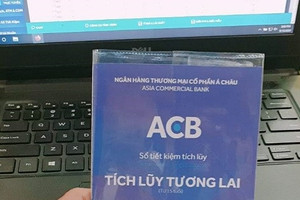 NGÂN HÀNG THƯƠNG MẠI CỔ PHẦN Á CHÂU
ASIA COMMERCIAL BANK
ACB
Sổ tiết kiệm tích lũy
TÍCH LŨY TƯƠNG LAI